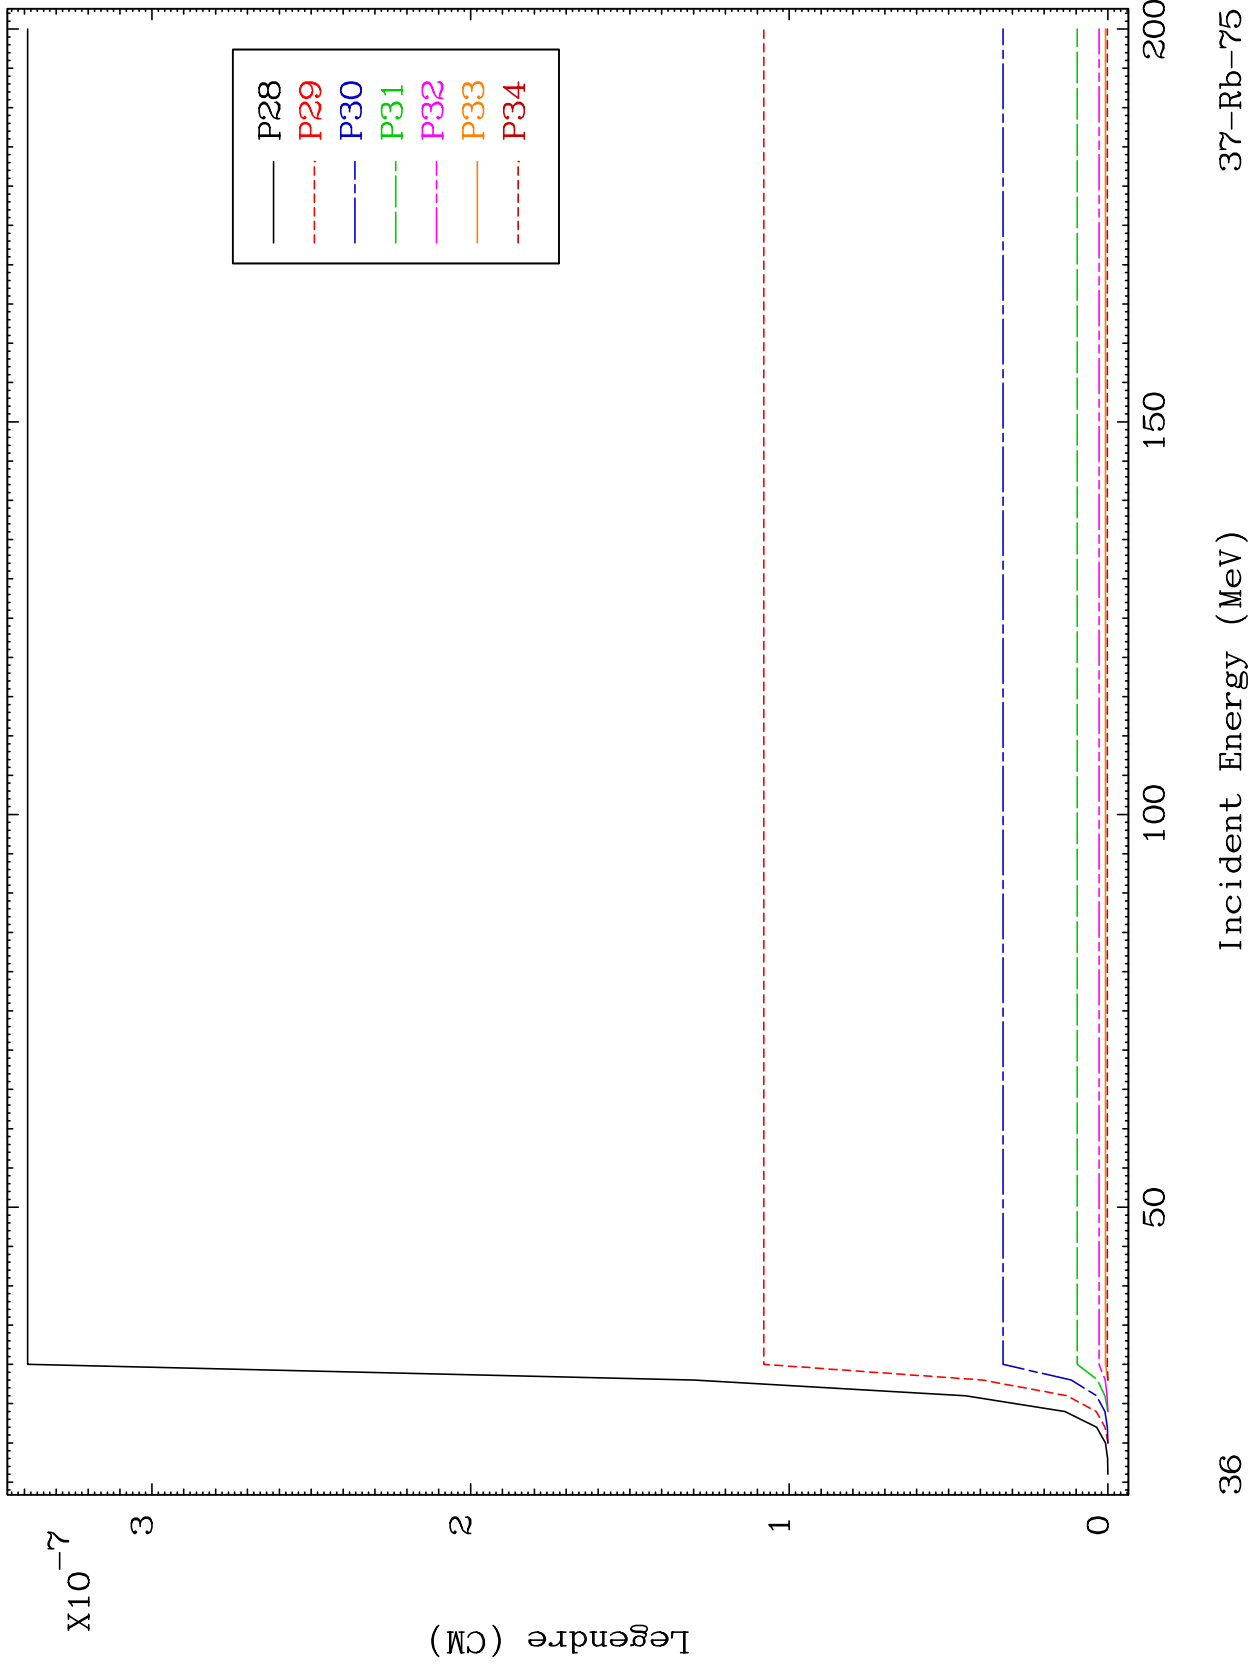 X10-7
3
2
1
0
Legendre (CM)
P28
P29
P30
P31
P32
P33
P34
50
100
150
200
Incident Energy (MeV)
36
37-Rb-75